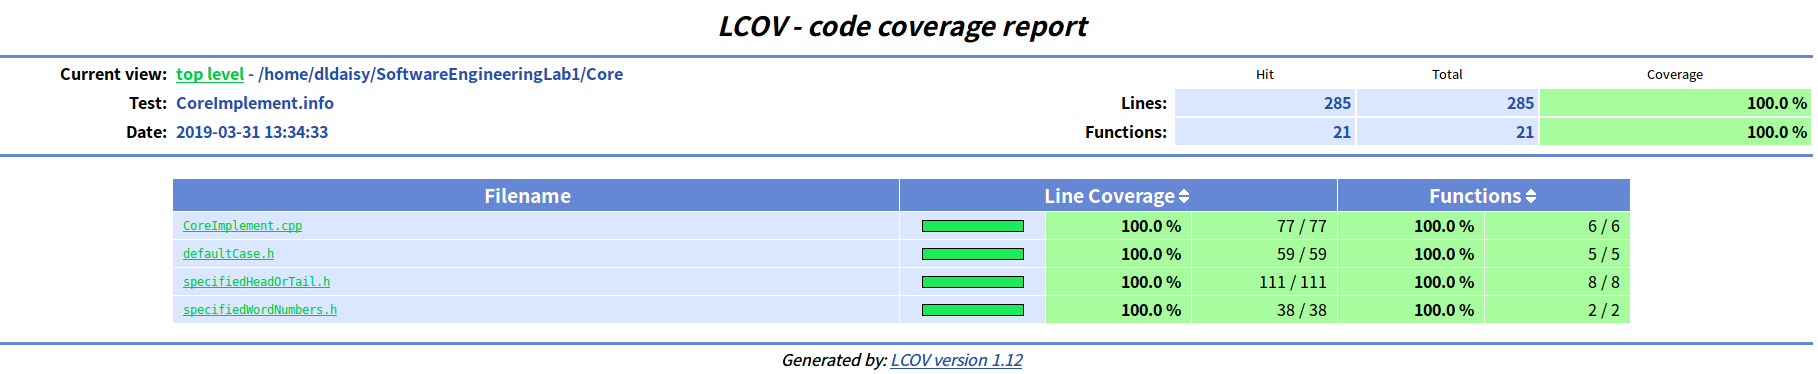 LCOV - code coverage report
Current view: top level - /home/dldaisy/SoftwareEngineeringLab1/Core Hit Total Coverage
Test: CoreImplement.info Lines: 285 285 100.0 %
Date: 2019-03-31 13:34:33 Functions: 21 21 100.0 %
Filename Line Coverage Functions
CoreImplement.cpp 100.0 % 77 / 77 100.0 % 6 / 6
defaultCase.h 100.0 % 59 / 59 100.0 % 5 / 5
specifiedHeadOrTail.h 100.0 % 111 / 111 100.0 % 8 / 8
specifiedWordNumbers.h 100.0 % 38 / 38 100.0 % 2 / 2
Generated by: LCOV version 1.12